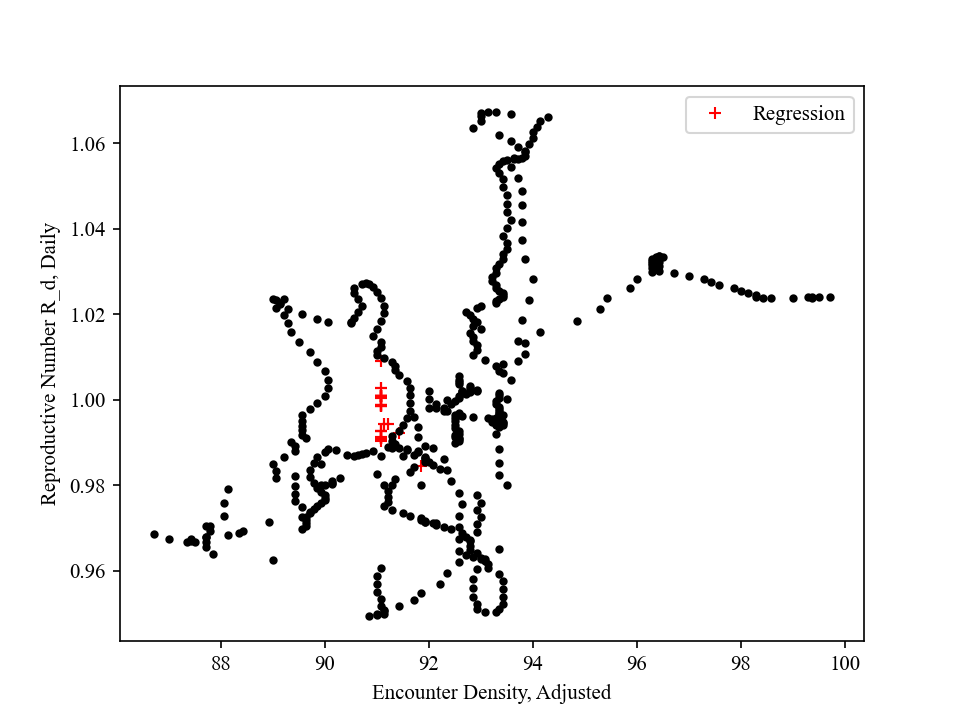 Regression
1.06
1.04
1.02
1.00
0.98
0.96
Reproductive Number R_d, Daily
88 90 92 94 96 98 100
Encounter Density, Adjusted